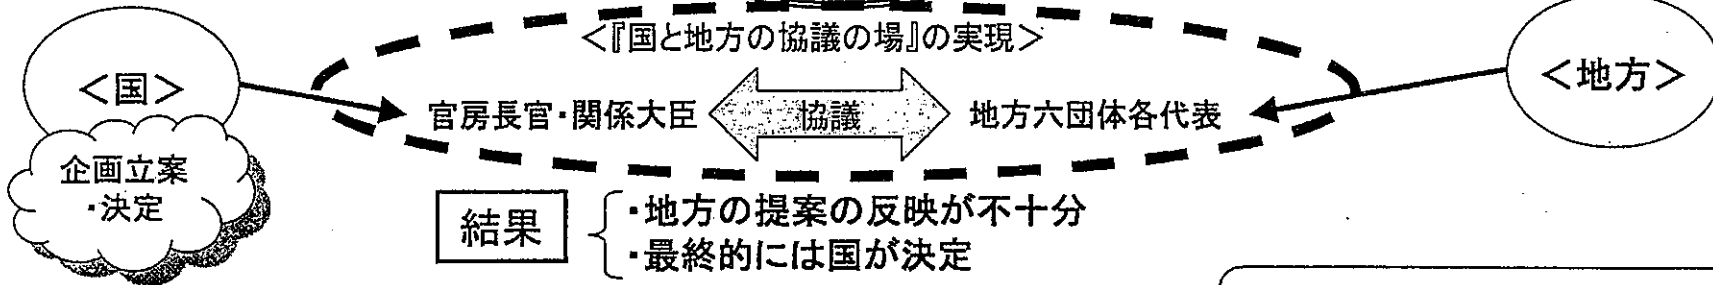 <『国と地方の協議の場』の実現>
<国>
<地方>
官房長官・関係大臣
協議
地方六団体各代表
企画立案
・決定
結果
・地方の提案の反映が不十分
・最終的には国が決定